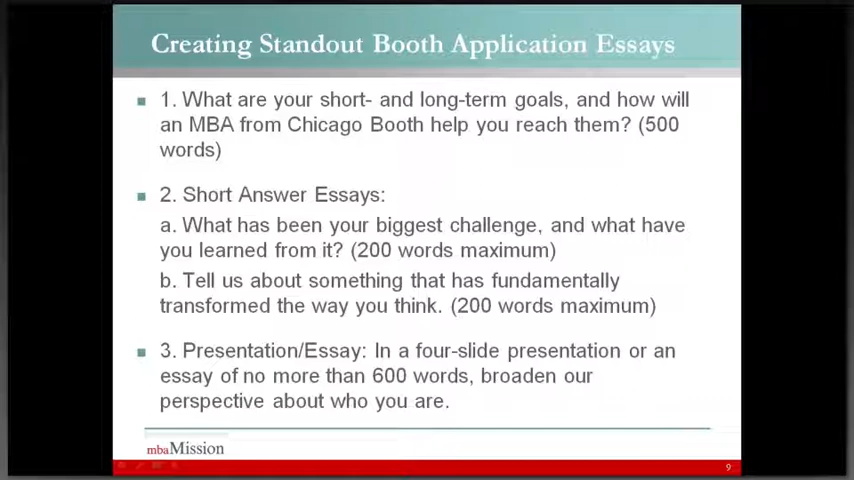 Creating Standout Booth Application Essays
1. What are your short- and long-term goals, and how will
an MBA from Chicago Booth help you reach them? (500
words)
2. Short Answer Essays:
a. What has been your biggest challenge, and what have
you learned from it? (200 words maximum)
b. Tell us about something that has fundamentally
transformed the way you think. (200 words maximum)
3. Presentation/Essay: In a four-slide presentation or an
essay of no more than 600 words, broaden our
perspective about who you are.
mbaMission
9